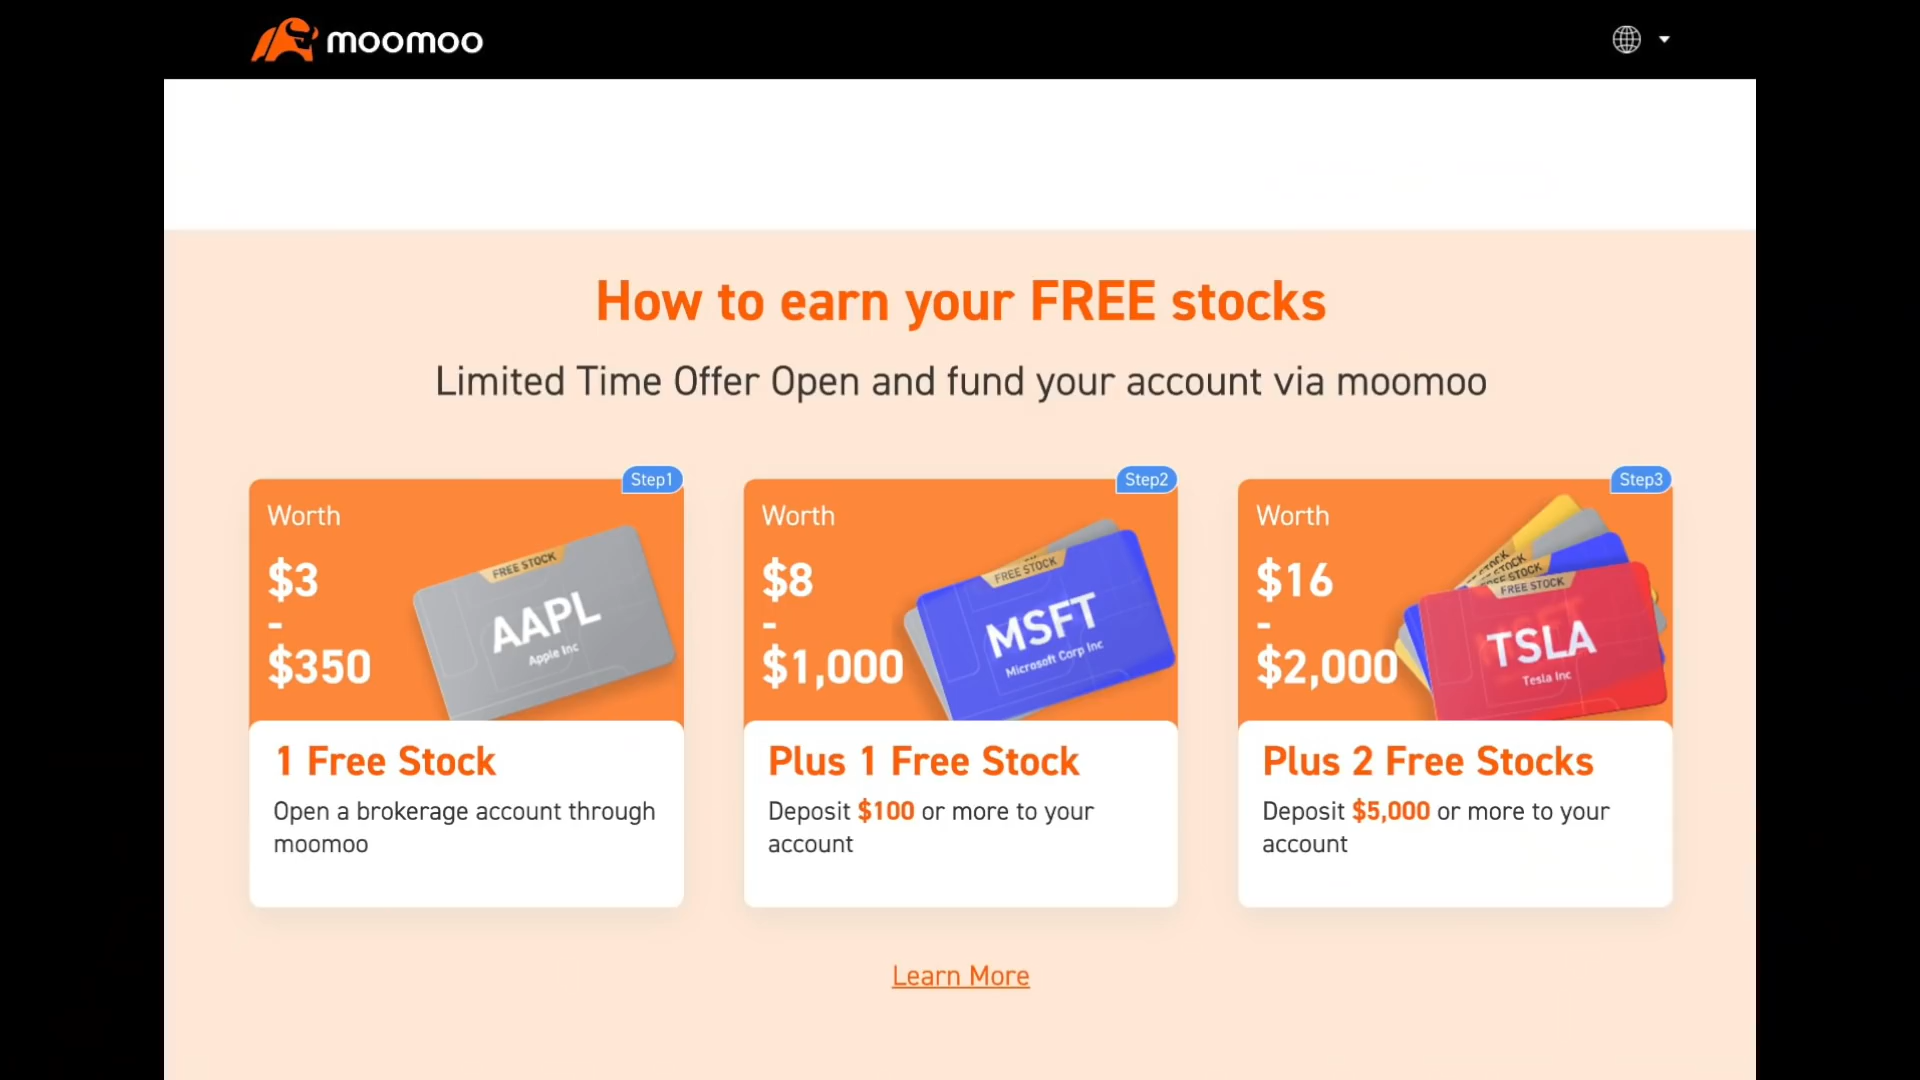 moomoo
How to earn your FREE stocks
Limited Time Offer Open and fund your account via moomoo
Step1
Worth
$3
-
$350
FREE STOCK
AAPL
Apple Inc
1 Free Stock
Open a brokerage account through
moomoo
Step2
Worth
$8
-
$1,000
FREE STOCK
MSFT
Microsoft Corp Inc
Plus 1 Free Stock
Deposit $100 or more to your
account
Step3
Worth
$16
-
$2,000
FREE STOCK
TSLA
Tesla Inc
Plus 2 Free Stocks
Deposit $5,000 or more to your
account
Learn More